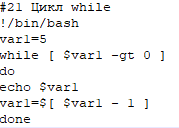 #21 Цикл while
!/bin/bash
var1=5
while [ $var1 -gt 0 ]
do
echo $var1
var1=$[ $var1 - 1 ]
done